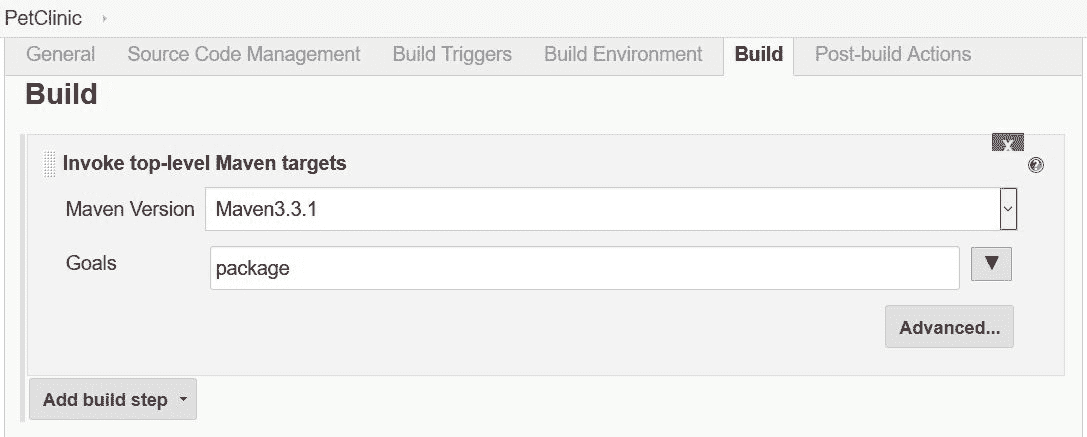 PetClinic
General Source Code Management Build Triggers Build Environment Build Post-build Actions
Build
X
Invoke top-level Maven targets
?
Maven Version Maven3.3.1
Goals package
Advanced...
Add build step